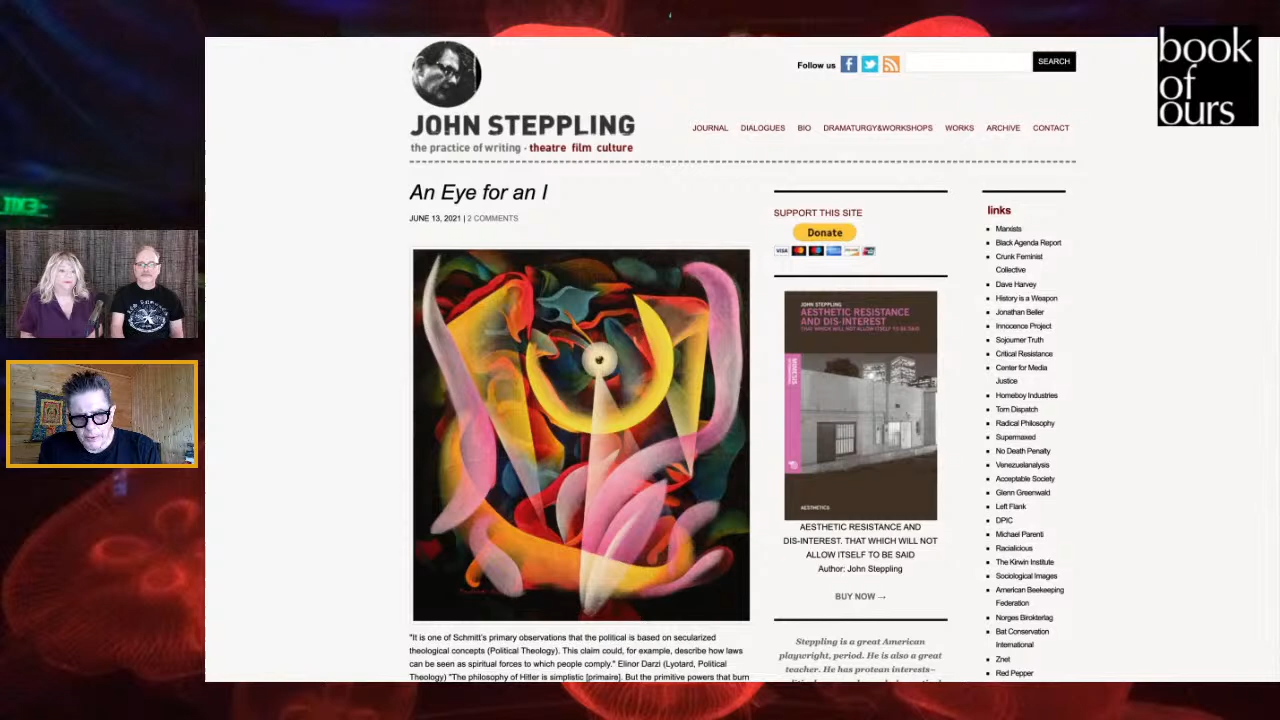 book
of
ours
Follow us
SEARCH
JOHN STEPPLING
the practice of writing · theatre film culture
JOURNAL DIALOGUES BIO DRAMATURGY&WORKSHOPS WORKS ARCHIVE CONTACT
An Eye for an I
JUNE 13, 2021 | 2 COMMENTS
"It is one of Schmitt's primary observations that the political is based on secularized
theological concepts (Political Theology). This claim could, for example, describe how laws
can be seen as spiritual forces to which people comply." Elinor Darzi (Lyotard, Political
Theology) "The philosophy of Hitler is simplistic [primaire]. But the primitive powers that burn
SUPPORT THIS SITE
Donate
VISA
JOHN STEPPLING
AESTHETIC RESISTANCE
AND DIS-INTEREST
THAT WHICH WILL NOT ALLOW ITSELF TO BE SAID
MIMESIS
AESTHETICS
AESTHETIC RESISTANCE AND
DIS-INTEREST. THAT WHICH WILL NOT
ALLOW ITSELF TO BE SAID
Author: John Steppling
BUY NOW →
Steppling is a great American
playwright, period. He is also a great
teacher. He has protean interests–
links
Marxists
Black Agenda Report
Crunk Feminist
Collective
Dave Harvey
History is a Weapon
Jonathan Beller
Innocence Project
Sojourner Truth
Critical Resistance
Center for Media
Justice
Homeboy Industries
Tom Dispatch
Radical Philosophy
Supermaxed
No Death Penalty
Venezuelanalysis
Acceptable Society
Glenn Greenwald
Left Flank
DPIC
Michael Parenti
Racialicious
The Kirwin Institute
Sociological Images
American Beekeeping
Federation
Norges Birokterlag
Bat Conservation
International
Znet
Red Pepper